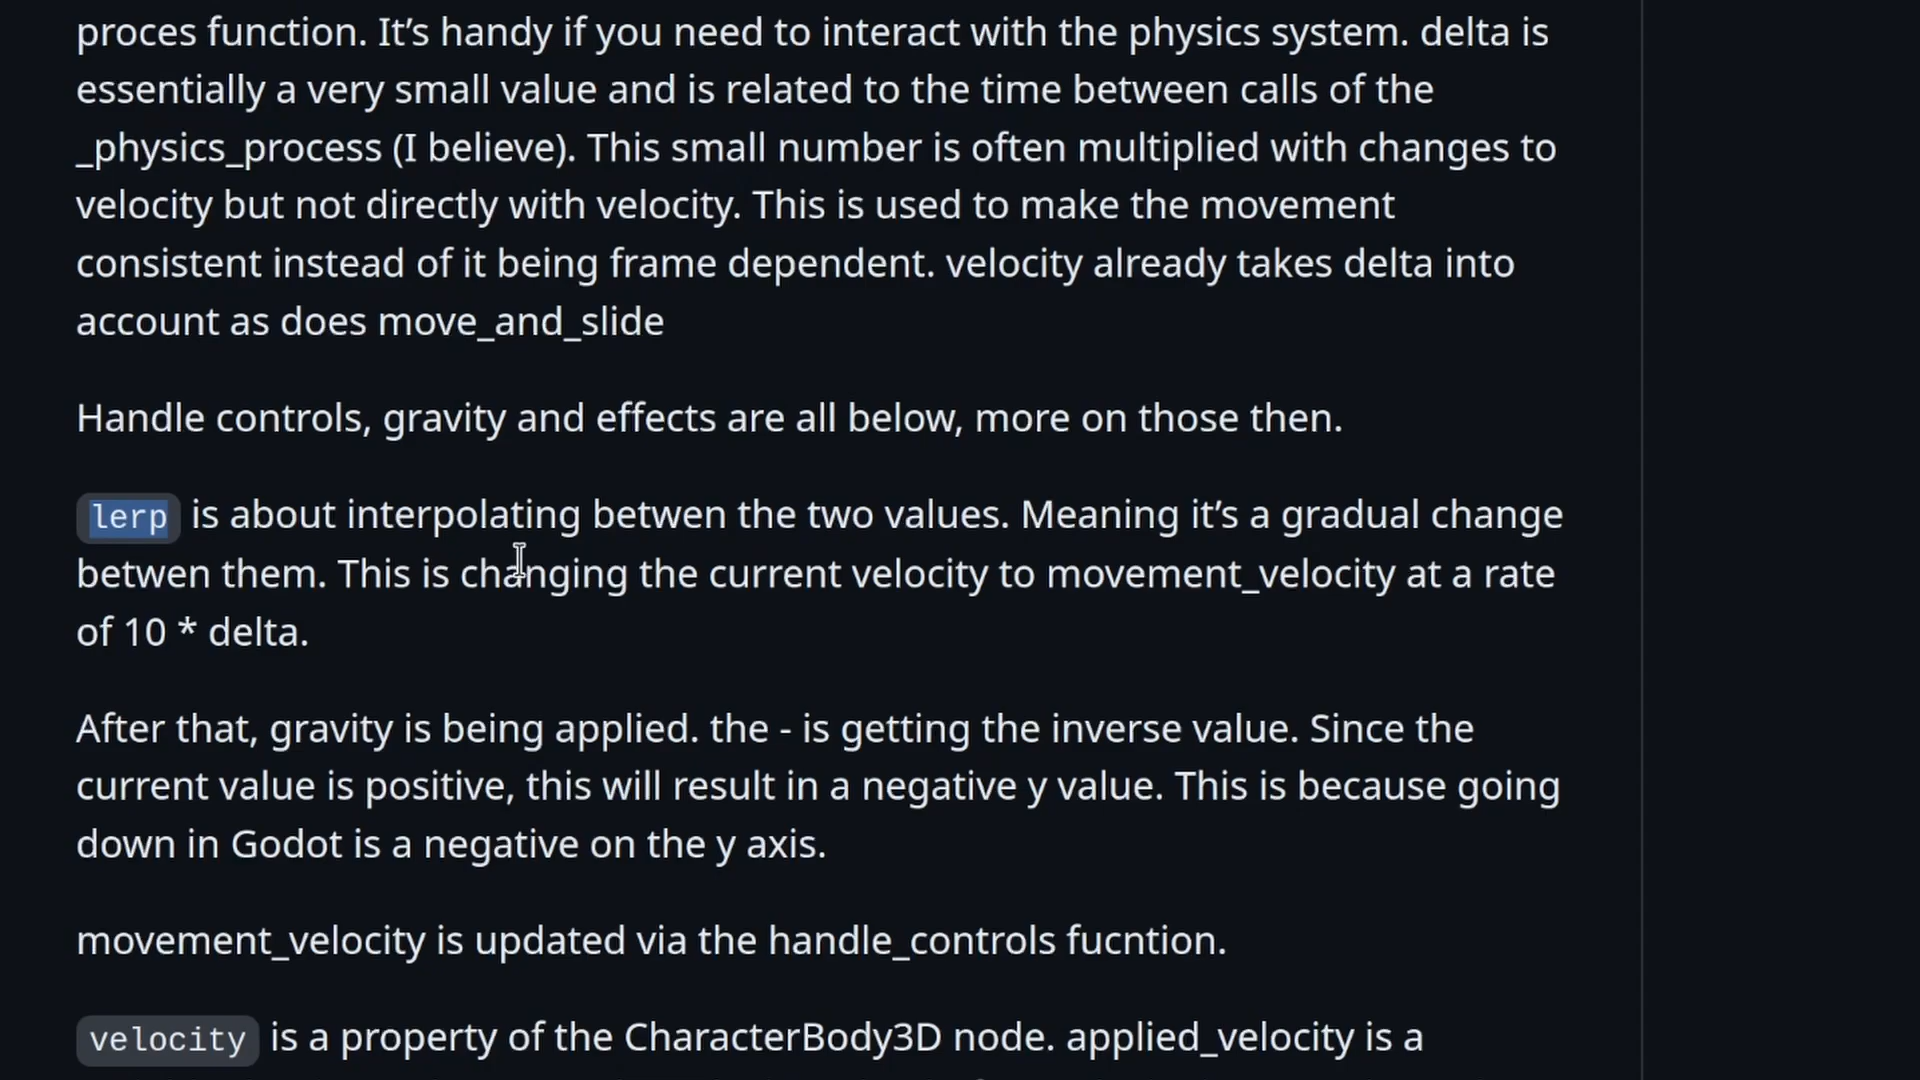 proces function. It’s handy if you need to interact with the physics system. delta is
essentially a very small value and is related to the time between calls of the
_physics_process (I believe). This small number is often multiplied with changes to
velocity but not directly with velocity. This is used to make the movement
consistent instead of it being frame dependent. velocity already takes delta into
account as does move_and_slide
Handle controls, gravity and effects are all below, more on those then.
lerp is about interpolating betwen the two values. Meaning it’s a gradual change
betwen them. This is changing the current velocity to movement_velocity at a rate
of 10 * delta.
After that, gravity is being applied. the - is getting the inverse value. Since the
current value is positive, this will result in a negative y value. This is because going
down in Godot is a negative on the y axis.
movement_velocity is updated via the handle_controls fucntion.
velocity is a property of the CharacterBody3D node. applied_velocity is a